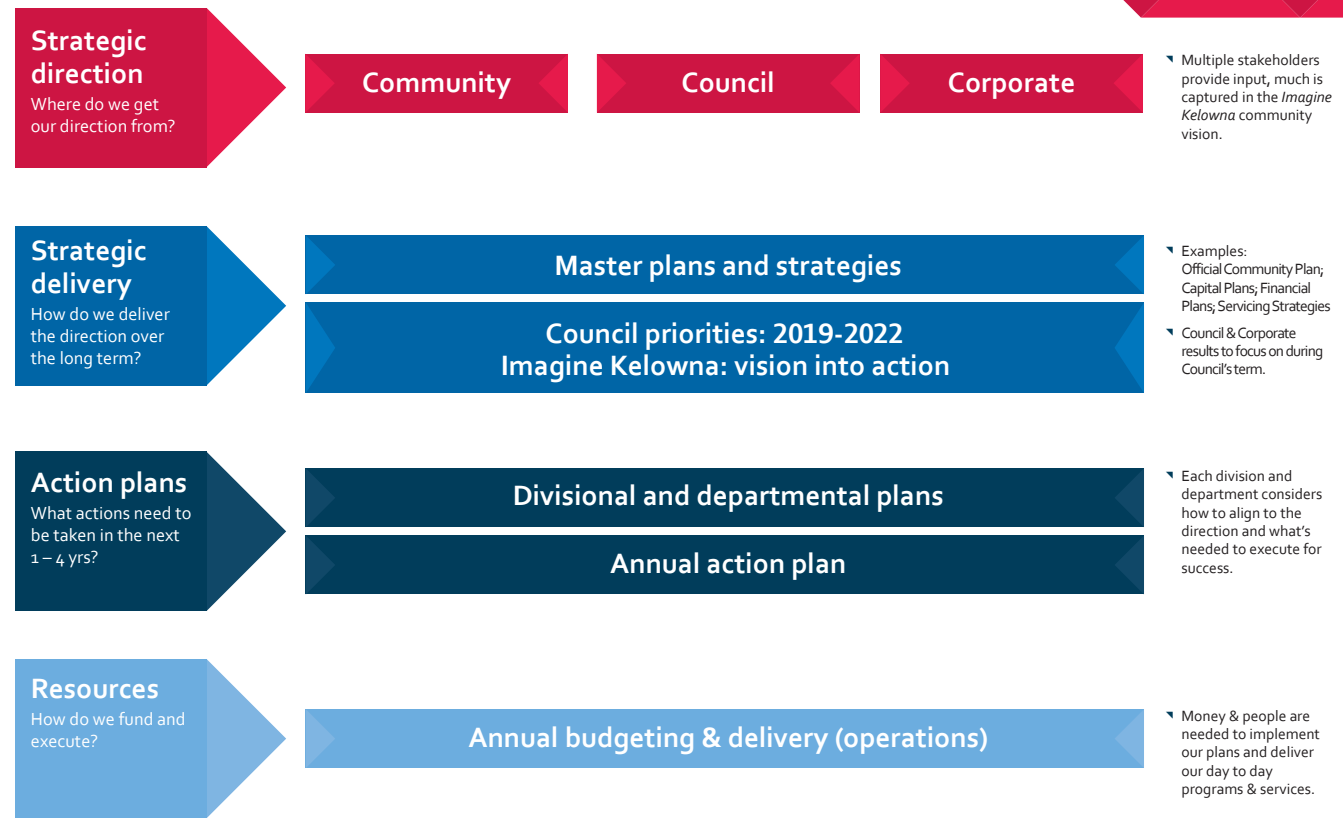 Strategic
direction
Where do we get
our direction from?
Community
Council
Corporate
Multiple stakeholders
provide input, much is
captured in the Imagine
Kelowna community
vision.
Strategic
delivery
How do we deliver
the direction over
the long term?
Master plans and strategies
Council priorities: 2019-2022
Imagine Kelowna: vision into action
Examples:
Official Community Plan;
Capital Plans; Financial
Plans; Servicing Strategies
Council & Corporate
results to focus on during
Council's term.
Action plans
What actions need to
be taken in the next
1 – 4 yrs?
Divisional and departmental plans
Annual action plan
Each division and
department considers
how to align to the
direction and what's
needed to execute for
success.
Resources
How do we fund and
execute?
Annual budgeting & delivery (operations)
Money & people are
needed to implement
our plans and deliver
our day to day
programs & services.